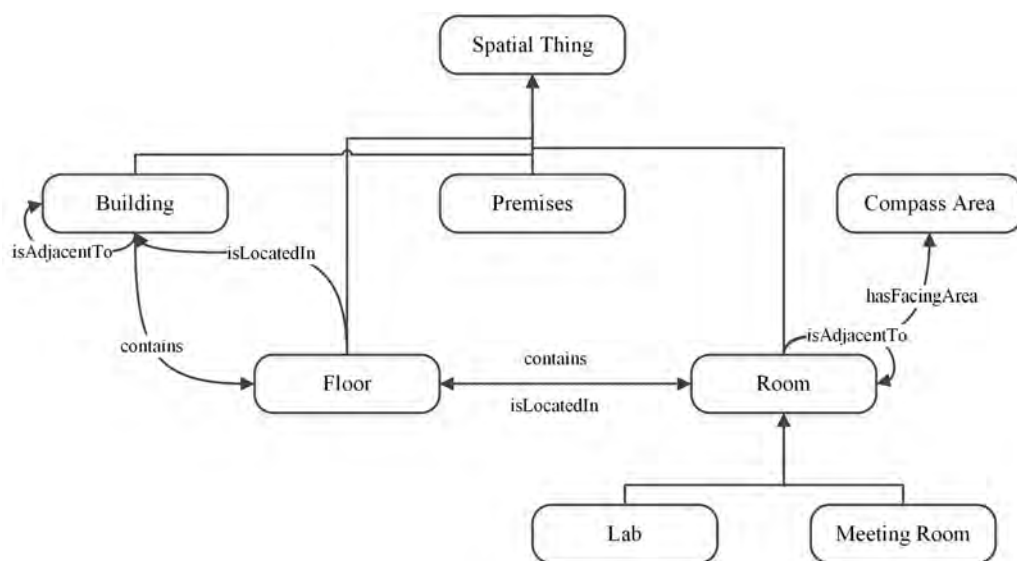 Spatial Thing
Building
Premises
Compass Area
isAdjacentTo
isLocatedIn
hasFacingArea
isAdjacentTo
contains
contains
Floor
Room
isLocatedIn
Lab
Meeting Room